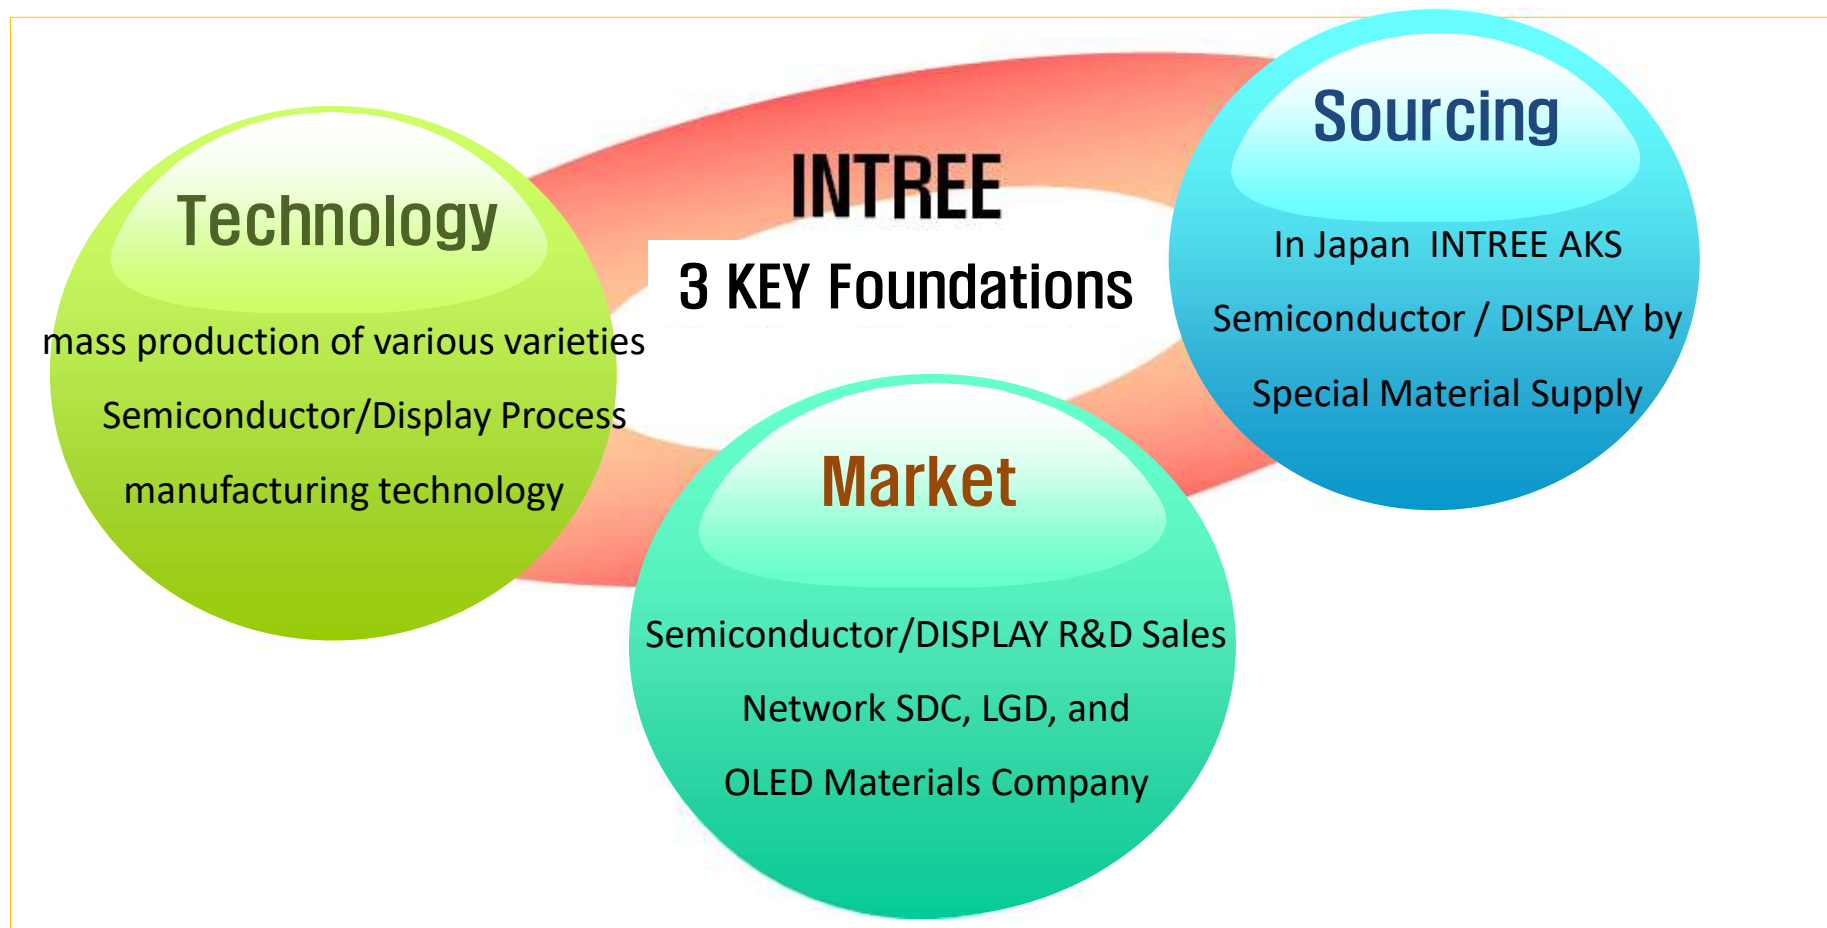 INTREE
3 KEY Foundations
Technology
mass production of various varieties
Semiconductor/Display Process
manufacturing technology
Market
Semiconductor/DISPLAY R&D Sales
Network SDC, LGD, and
OLED Materials Company
Sourcing
In Japan  INTREE AKS
Semiconductor / DISPLAY by
Special Material Supply